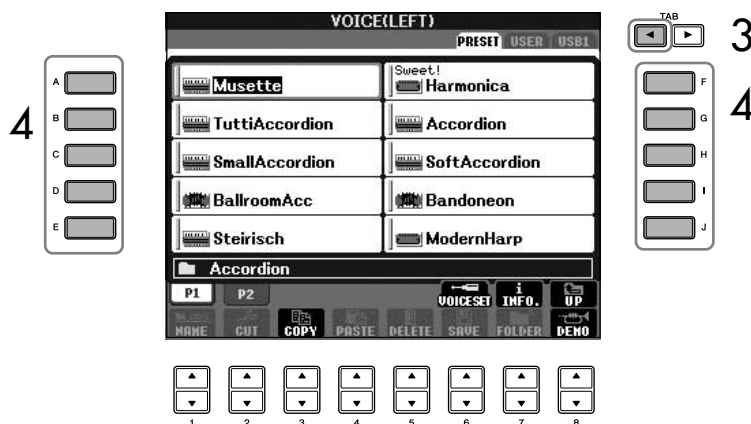 VOICE(LEFT)
PRESET USER USB1
TAB
3
4
A
B
C
D
E
Musette
Sweet!
Harmonica
TuttiAccordion
Accordion
SmallAccordion
SoftAccordion
BallroomAcc
Bandoneon
Steirisch
ModernHarp
Accordion
P1 P2 VOICESET INFO. UP
NAME CUT COPY PASTE DELETE SAVE FOLDER DEMO
F
G
H
I
J
4
1 2 3 4 5 6 7 8